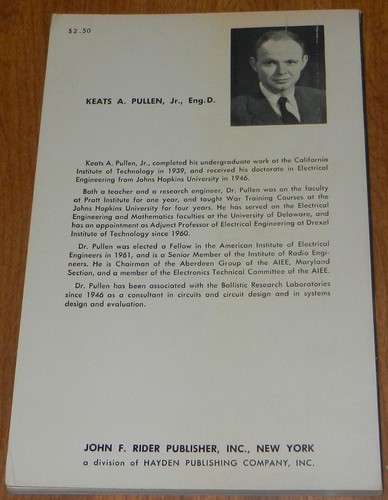 $2.50
KEATS A. PULLEN, Jr., Eng.D.
Keats A. Pullen, Jr., completed his undergraduate work at the California
Institute of Technology in 1939, and received his doctorate in Electrical
Engineering from Johns Hopkins University in 1946.
Both a teacher and a research engineer, Dr. Pullen was on the faculty
at Pratt Institute for one year, and taught War Training Courses at the
Johns Hopkins University for four years. He has served on the Electrical
Engineering and Mathematics faculties at the University of Delaware, and
has an appointment as Adjunct Professor of Electrical Engineering at Drexel
Institute of Technology since 1960.
Dr. Pullen was elected a Fellow in the American Institute of Electrical
Engineers in 1961, and is a Senior Member of the Institute of Radio Engi-
neers. He is Chairman of the Aberdeen Group of the AIEE, Maryland
Section, and a member of the Electronics Technical Committee of the AIEE.
Dr. Pullen has been associated with the Ballistic Research Laboratories
since 1946 as a consultant in circuits and circuit design and in systems
design and evaluation.
JOHN F. RIDER PUBLISHER, INC., NEW YORK
a division of HAYDEN PUBLISHING COMPANY, INC.